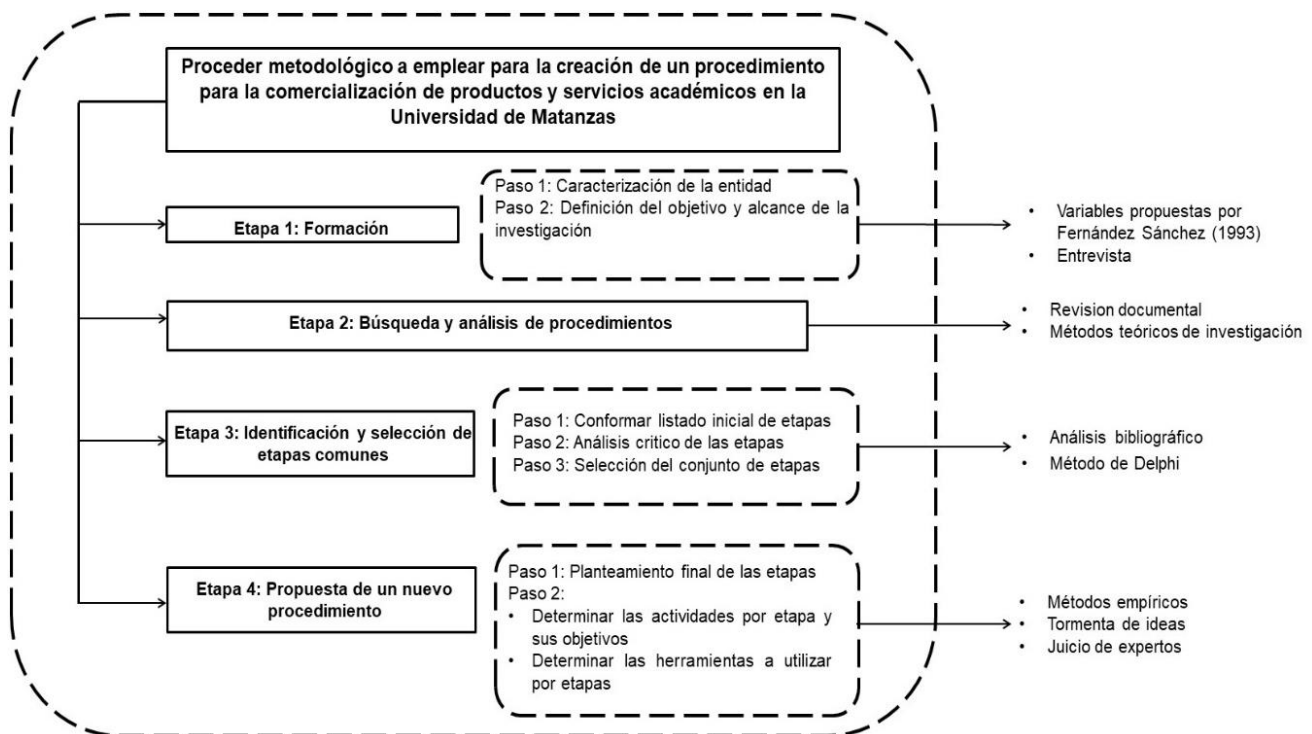 Proceder metodológico a emplear para la creación de un procedimiento
para la comercialización de productos y servicios académicos en la
Universidad de Matanzas
Etapa 1: Formación
Paso 1: Caracterización de la entidad
Paso 2: Definición del objetivo y alcance de la
investigación
• Variables propuestas por
Fernández Sánchez (1993)
• Entrevista
Etapa 2: Búsqueda y análisis de procedimientos
• Revision documental
• Métodos teóricos de investigación
Etapa 3: Identificación y selección de
etapas comunes
Paso 1: Conformar listado inicial de etapas
Paso 2: Análisis critico de las etapas
Paso 3: Selección del conjunto de etapas
• Análisis bibliográfico
• Método de Delphi
Etapa 4: Propuesta de un nuevo
procedimiento
Paso 1: Planteamiento final de las etapas
Paso 2:
• Determinar las actividades por etapa y
sus objetivos
• Determinar las herramientas a utilizar
por etapas
• Métodos empíricos
• Tormenta de ideas
• Juicio de expertos